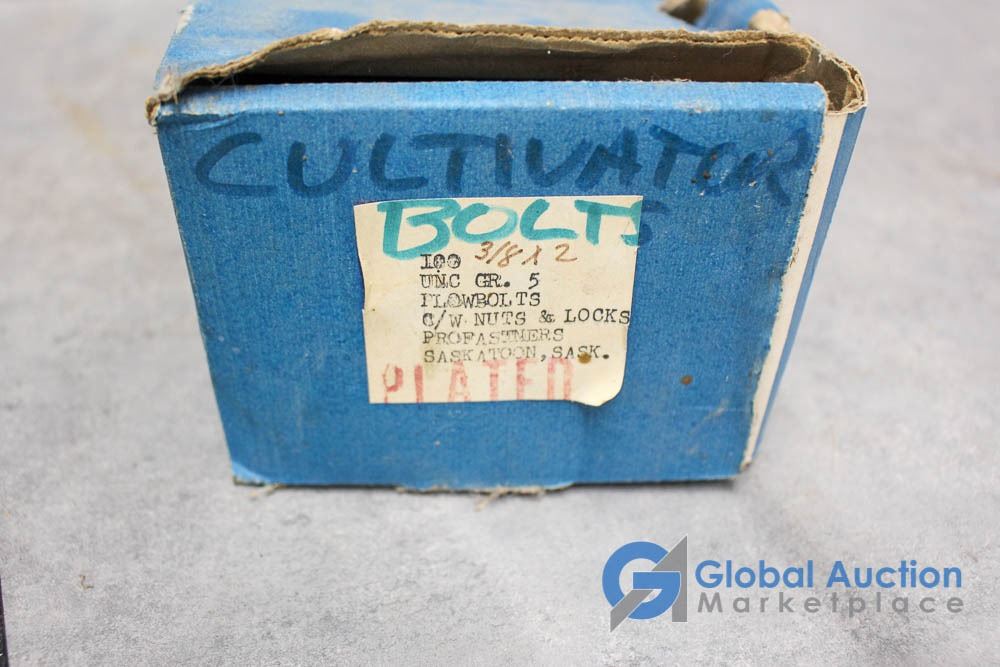 CULTIVATOR
BOLTS
100 3/8 x 2
UNC GR. 5
PLOWBOLTS
C/W NUTS & LOCKS
PROFASTNERS
SASKATOON, SASK.
PLATED
Global Auction
Marketplace